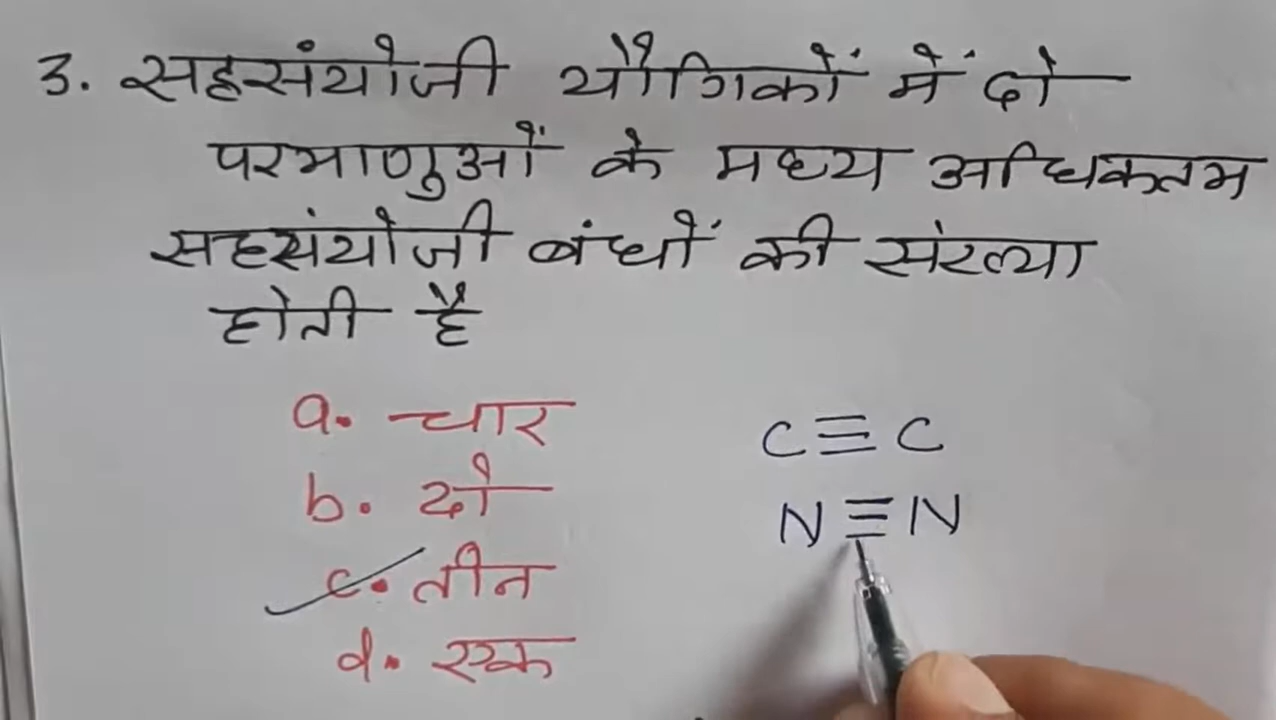 3. सहसंयोजी यौगिकों में दो
परमाणुओं के मध्य अधिकतम
सहसंयोजी बंधों की संख्या
होती है
a. चार
b. दो
c. तीन
d. एक
C≡C
N≡N